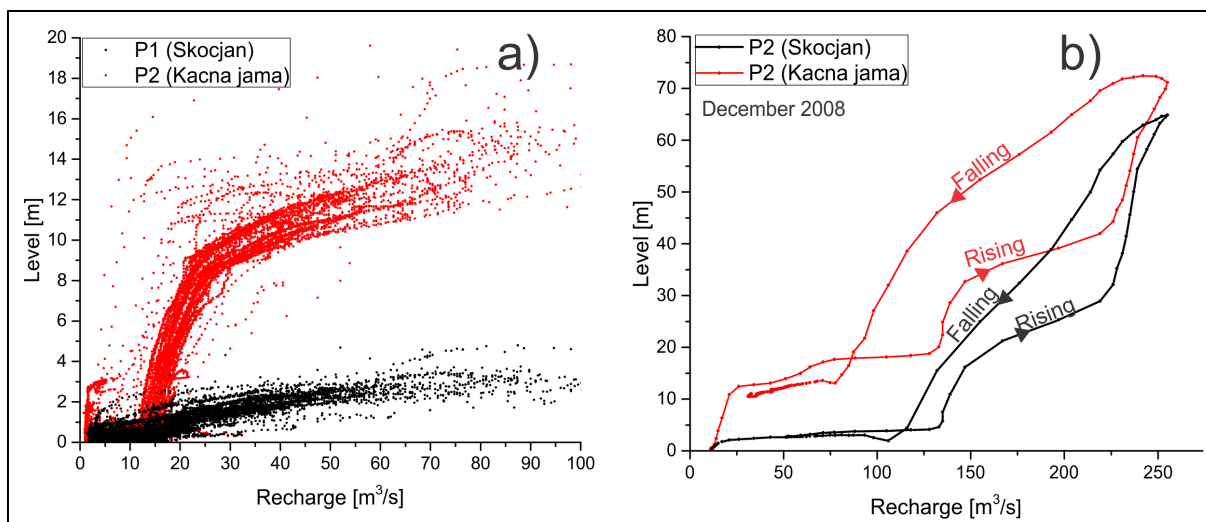 a)
P1 (Skocjan)
P2 (Kacna jama)
20
18
16
14
12
10
8
6
4
2
0
Level [m]
0 10 20 30 40 50 60 70 80 90 100
Recharge [m³/s]
b)
P2 (Skocjan)
P2 (Kacna jama)
December 2008
80
70
60
50
40
30
20
10
0
Level [m]
Falling
Rising
Falling
Rising
0 50 100 150 200 250
Recharge [m³/s]